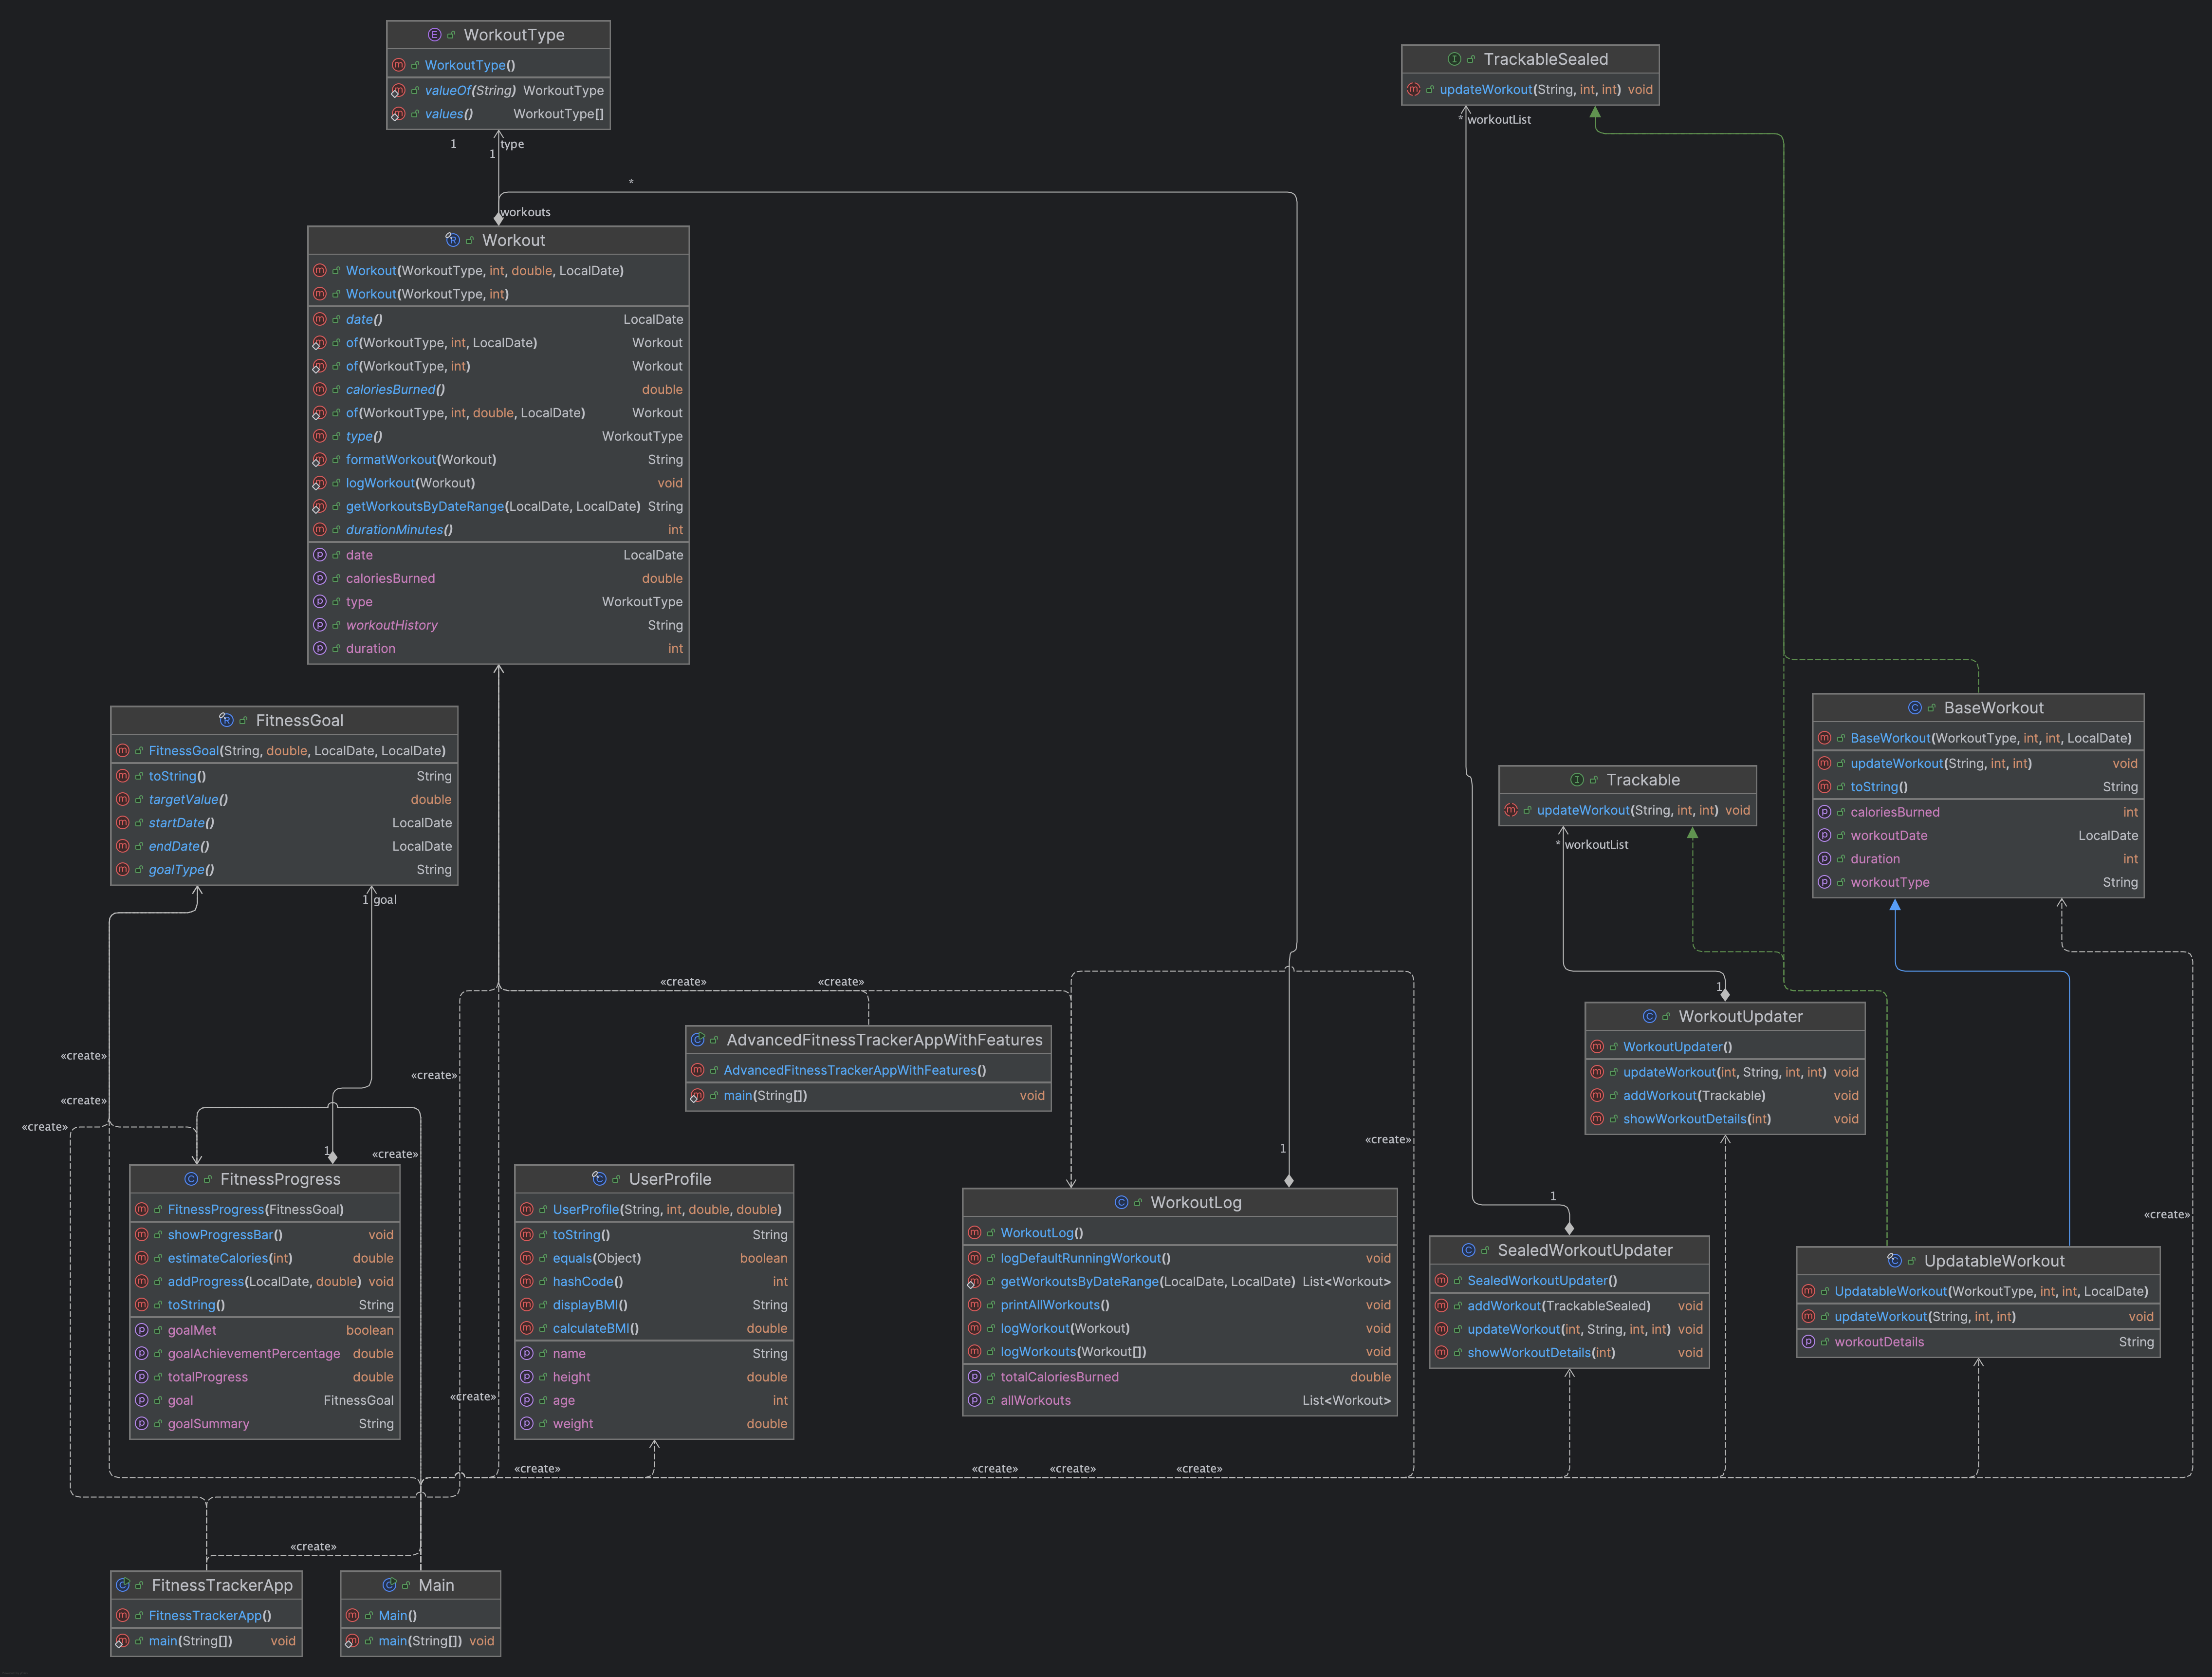 WorkoutType
WorkoutType()
valueOf(String) WorkoutType
values() WorkoutType[]
1
1
type
*
workouts
Workout
Workout(WorkoutType, int, double, LocalDate)
Workout(WorkoutType, int)
date() LocalDate
of(WorkoutType, int, LocalDate) Workout
of(WorkoutType, int) Workout
caloriesBurned() double
of(WorkoutType, int, double, LocalDate) Workout
type() WorkoutType
formatWorkout(Workout) String
logWorkout(Workout) void
getWorkoutsByDateRange(LocalDate, LocalDate) String
durationMinutes() int
date LocalDate
caloriesBurned double
type WorkoutType
workoutHistory String
duration int
TrackableSealed
updateWorkout(String, int, int) void
* workoutList
BaseWorkout
BaseWorkout(WorkoutType, int, int, LocalDate)
updateWorkout(String, int, int) void
toString() String
caloriesBurned int
workoutDate LocalDate
duration int
workoutType String
Trackable
updateWorkout(String, int, int) void
* workoutList
FitnessGoal
FitnessGoal(String, double, LocalDate, LocalDate)
toString() String
targetValue() double
startDate() LocalDate
endDate() LocalDate
goalType() String
1 goal
«create»
«create»
1
WorkoutUpdater
WorkoutUpdater()
updateWorkout(int, String, int, int) void
addWorkout(Trackable) void
showWorkoutDetails(int) void
AdvancedFitnessTrackerAppWithFeatures
AdvancedFitnessTrackerAppWithFeatures()
main(String[]) void
«create»
«create»
«create»
«create»
«create»
«create»
1
1
1
«create»
FitnessProgress
FitnessProgress(FitnessGoal)
showProgressBar() void
estimateCalories(int) double
addProgress(LocalDate, double) void
toString() String
goalMet boolean
goalAchievementPercentage double
totalProgress double
goal FitnessGoal
goalSummary String
«create»
UserProfile
UserProfile(String, int, double, double)
toString() String
equals(Object) boolean
hashCode() int
displayBMI() String
calculateBMI() double
name String
height double
age int
weight double
WorkoutLog
WorkoutLog()
logDefaultRunningWorkout() void
getWorkoutsByDateRange(LocalDate, LocalDate) List<Workout>
printAllWorkouts() void
logWorkout(Workout) void
logWorkouts(Workout[]) void
totalCaloriesBurned double
allWorkouts List<Workout>
SealedWorkoutUpdater
SealedWorkoutUpdater()
addWorkout(TrackableSealed) void
updateWorkout(int, String, int, int) void
showWorkoutDetails(int) void
«create»
UpdatableWorkout
UpdatableWorkout(WorkoutType, int, int, LocalDate)
updateWorkout(String, int, int) void
workoutDetails String
«create»
«create»
«create»
«create»
«create»
FitnessTrackerApp
FitnessTrackerApp()
main(String[]) void
Main
Main()
main(String[]) void